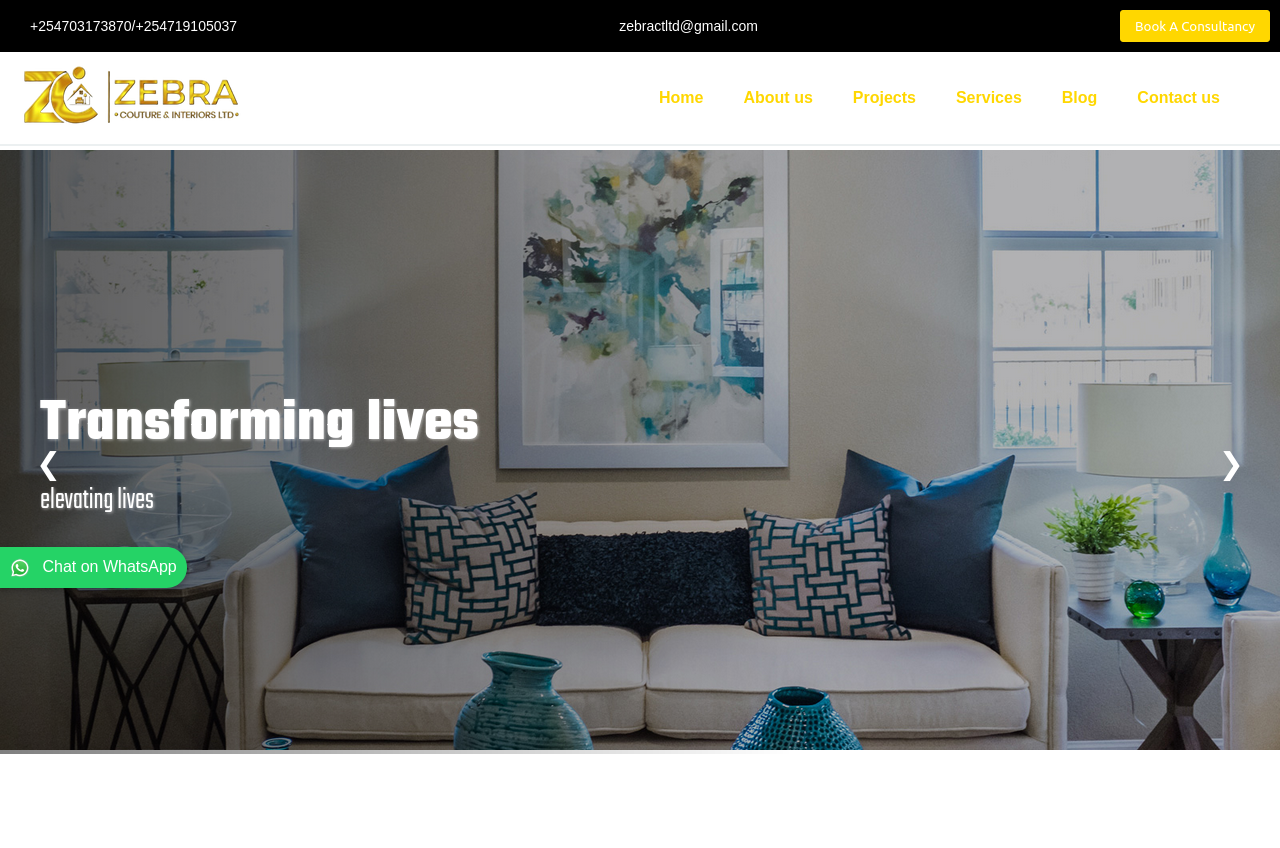 +254703173870/+254719105037
zebractltd@gmail.com
Book A Consultancy
ZEBRA
COUTURE & INTERIORS LTD
Home
About us
Projects
Services
Blog
Contact us
Transforming lives
❮
❯
elevating lives
Chat on WhatsApp